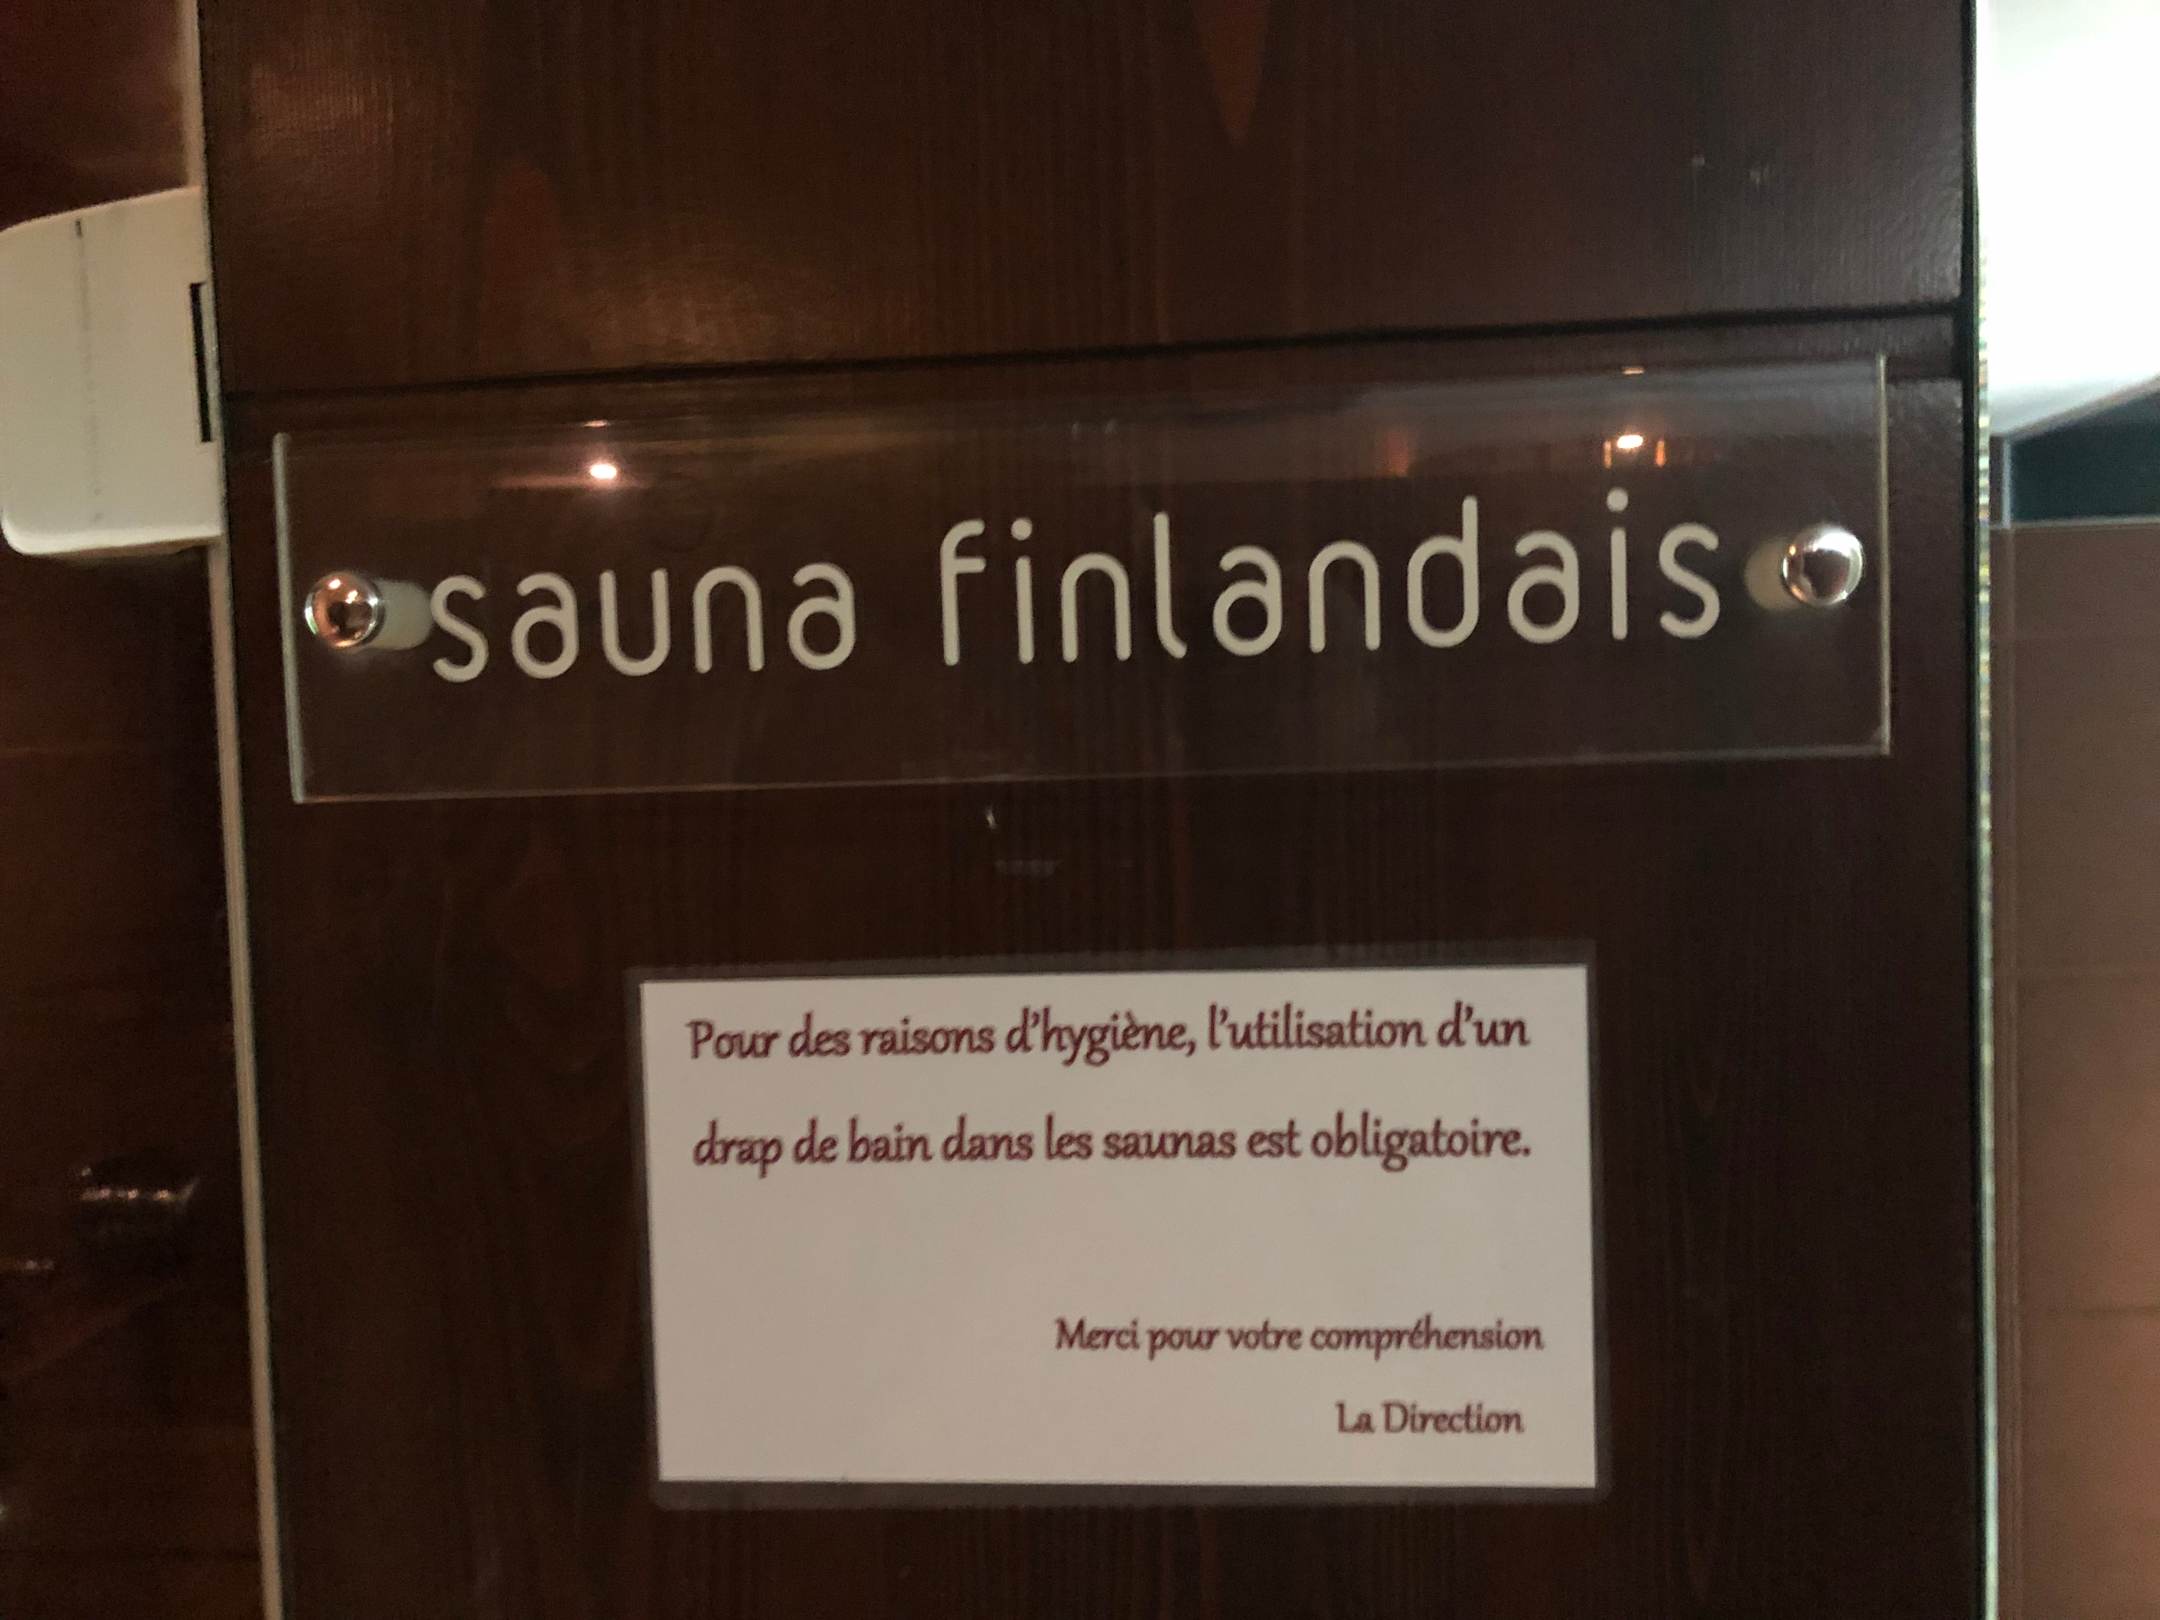 sauna finlandais
Pour des raisons d'hygiène, l'utilisation d'un
drap de bain dans les saunas est obligatoire.
Merci pour votre compréhension
La Direction